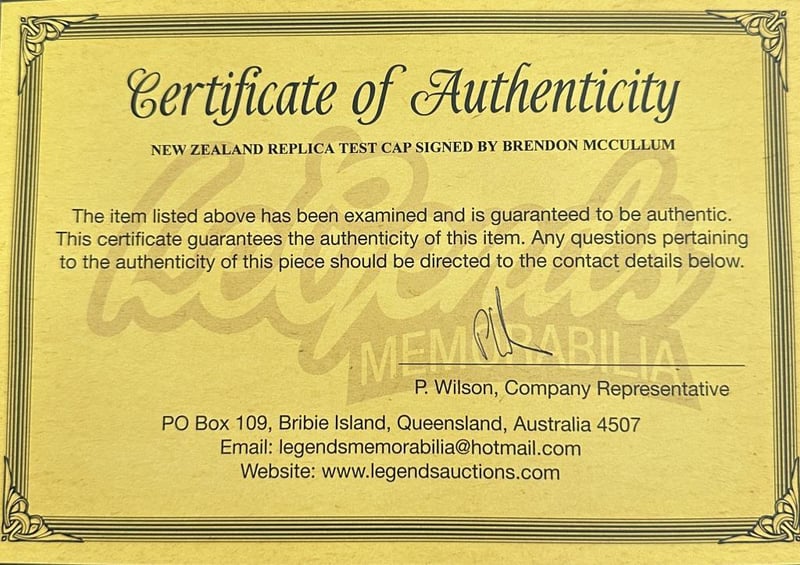 Certificate of Authenticity
NEW ZEALAND REPLICA TEST CAP SIGNED BY BRENDON MCCULLUM
Legends
MEMORABILIA
The item listed above has been examined and is guaranteed to be authentic.
This certificate guarantees the authenticity of this item. Any questions pertaining
to the authenticity of this piece should be directed to the contact details below.
P. Wilson, Company Representative
PO Box 109, Bribie Island, Queensland, Australia 4507
Email: legendsmemorabilia@hotmail.com
Website: www.legendsauctions.com